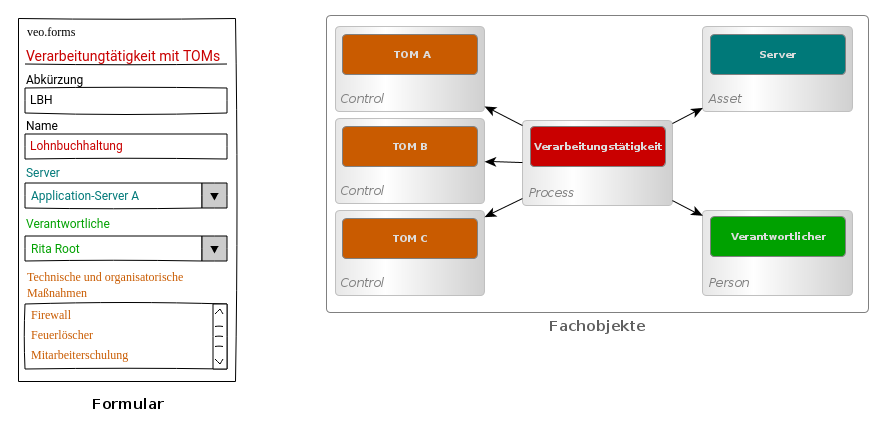 veo.forms
Verarbeitungtätigkeit mit TOMs
Abkürzung
LBH
Name
Lohnbuchhaltung
Server
Application-Server A
Verantwortliche
Rita Root
Technische und organisatorische
Maßnahmen
Firewall
Feuerlöscher
Mitarbeiterschulung
Formular
TOM A
Control
TOM B
Control
TOM C
Control
Verarbeitungstätigkeit
Process
Server
Asset
Verantwortlicher
Person
Fachobjekte